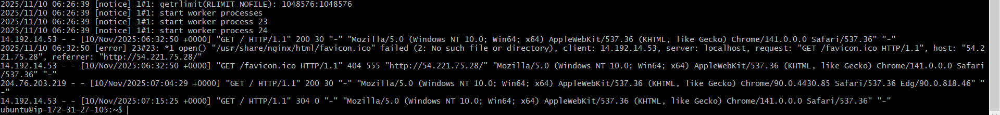 2025/11/10 06:26:39 [notice] 1#1: getrlimit(RLIMIT_NOFILE): 1048576:1048576
2025/11/10 06:26:39 [notice] 1#1: start worker processes
2025/11/10 06:26:39 [notice] 1#1: start worker process 23
2025/11/10 06:26:39 [notice] 1#1: start worker process 24
14.192.14.53 - - [10/Nov/2025:06:32:50 +0000] "GET / HTTP/1.1" 200 30 "-" "Mozilla/5.0 (Windows NT 10.0; Win64; x64) AppleWebKit/537.36 (KHTML, like Gecko) Chrome/141.0.0.0 Safari/537.36" "-"
2025/11/10 06:32:50 [error] 23#23: *1 open() "/usr/share/nginx/html/favicon.ico" failed (2: No such file or directory), client: 14.192.14.53, server: localhost, request: "GET /favicon.ico HTTP/1.1", host: "54.2
21.75.28", referrer: "http://54.221.75.28/"
14.192.14.53 - - [10/Nov/2025:06:32:50 +0000] "GET /favicon.ico HTTP/1.1" 404 555 "http://54.221.75.28/" "Mozilla/5.0 (Windows NT 10.0; Win64; x64) AppleWebKit/537.36 (KHTML, like Gecko) Chrome/141.0.0.0 Safari
/537.36" "-"
204.76.203.219 - - [10/Nov/2025:07:04:29 +0000] "GET / HTTP/1.1" 200 30 "-" "Mozilla/5.0 (Windows NT 10.0; Win64; x64) AppleWebKit/537.36 (KHTML, like Gecko) Chrome/90.0.4430.85 Safari/537.36 Edg/90.0.818.46" "
-"
14.192.14.53 - - [10/Nov/2025:07:15:25 +0000] "GET / HTTP/1.1" 304 0 "-" "Mozilla/5.0 (Windows NT 10.0; Win64; x64) AppleWebKit/537.36 (KHTML, like Gecko) Chrome/141.0.0.0 Safari/537.36" "-"
ubuntu@ip-172-31-27-105:~$